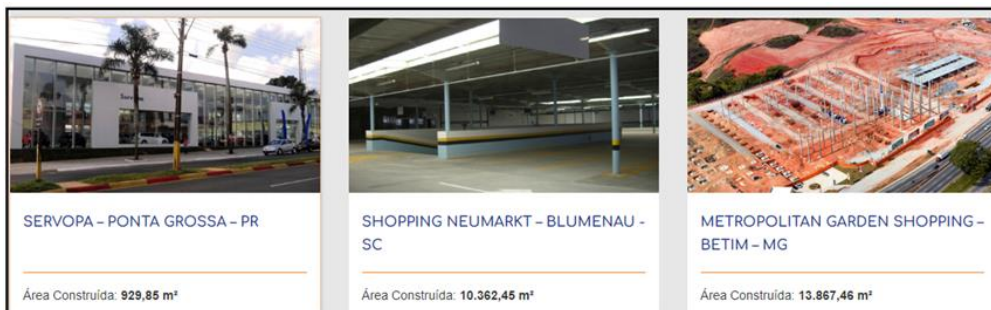 Servopa
SERVOPA – PONTA GROSSA – PR
Área Construída: 929,85 m²
SHOPPING NEUMARKT – BLUMENAU -
SC
Área Construída: 10.362,45 m²
METROPOLITAN GARDEN SHOPPING –
BETIM – MG
Área Construída: 13.867,46 m²